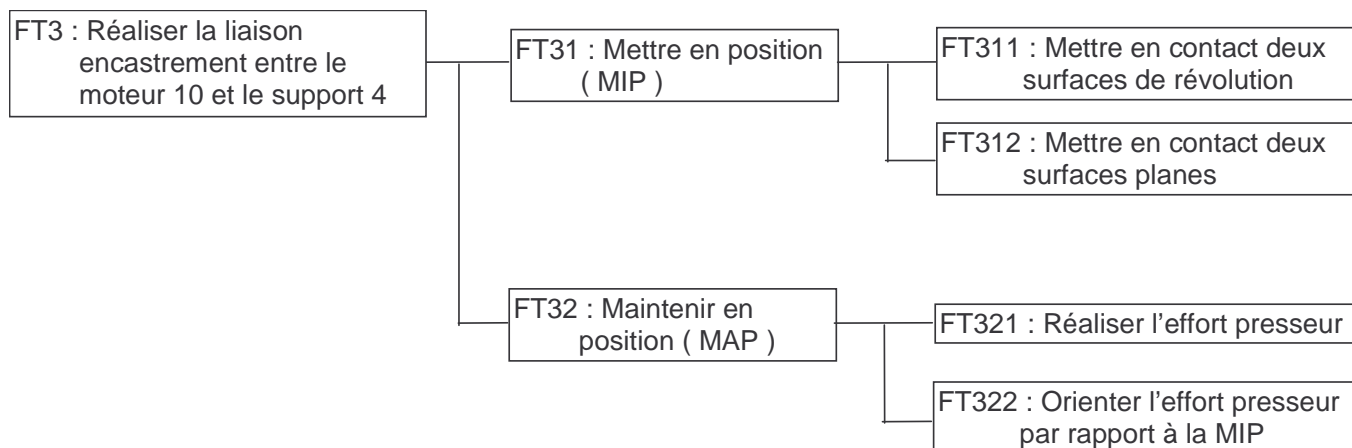 FT3 : Réaliser la liaison
encastrement entre le
moteur 10 et le support 4
FT31 : Mettre en position
( MIP )
FT311 : Mettre en contact deux
surfaces de révolution
FT312 : Mettre en contact deux
surfaces planes
FT32 : Maintenir en
position ( MAP )
FT321 : Réaliser l'effort presseur
FT322 : Orienter l'effort presseur
par rapport à la MIP